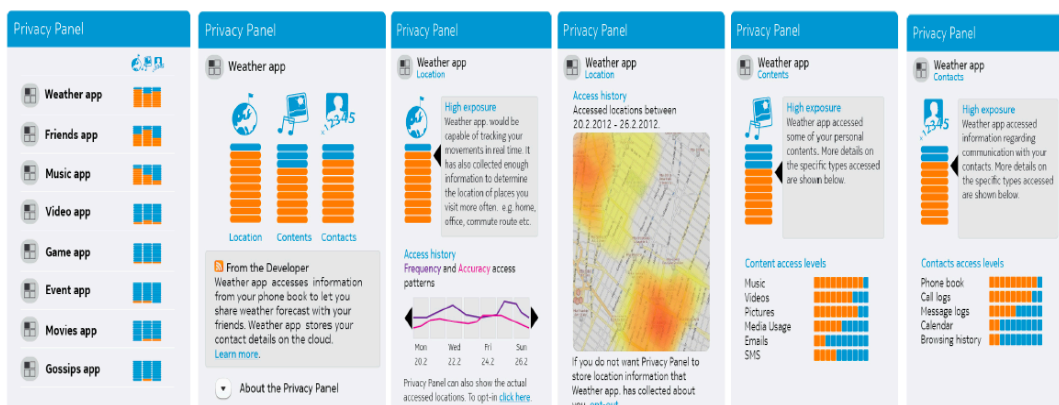 Privacy Panel
Weather app
Friends app
Music app
Video app
Game app
Event app
Movies app
Gossips app
Privacy Panel
Weather app
Location Contents Contacts
From the Developer
Weather app accesses information
from your phone book to let you
share weather forecast with your
friends. Weather app stores your
contact details on the cloud.
Learn more.
About the Privacy Panel
Privacy Panel
Weather app
Location
High exposure
Weather app. would be
capable of tracking your
movements in real time. It
has also collected enough
information to determine
the location of places you
visit more often. e.g. home,
office, commute route etc.
Access history
Frequency and Accuracy access
patterns
Mon Wed Fri Sun
20.2 22.2 24.2 26.2
Privacy Panel can also show the actual
accessed locations. To opt-in click here.
Privacy Panel
Weather app
Location
Access history
Accessed locations between
20.2.2012 - 26.2.2012.
If you do not want Privacy Panel to
store location information that
Weather app. has collected about
you, opt-out
Privacy Panel
Weather app
Contents
High exposure
Weather app accessed
some of your personal
contents. More details on
the specific types accessed
are shown below.
Content access levels
Music
Videos
Pictures
Media Usage
Emails
SMS
Privacy Panel
Weather app
Contacts
12345
High exposure
Weather app accessed
information regarding
communication with your
contacts. More details on
the specific types accessed
are shown below.
Contacts access levels
Phone book
Call logs
Message logs
Calendar
Browsing history